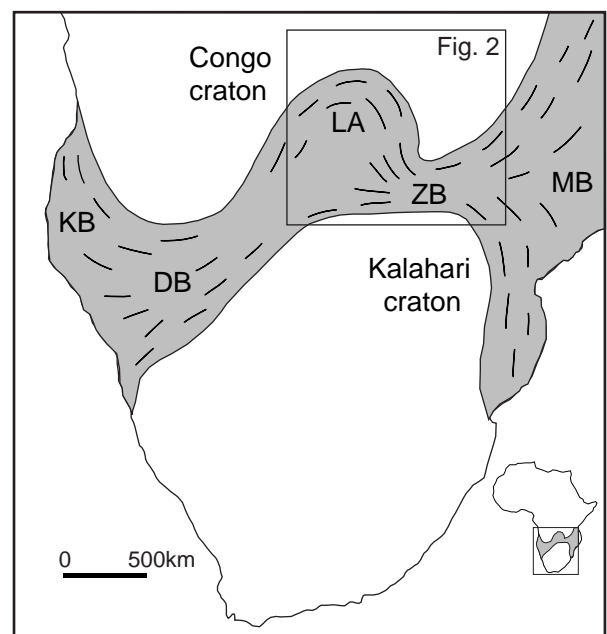 Fig. 2
Congo
craton
LA
MB
ZB
KB
DB
Kalahari
craton
0 500km